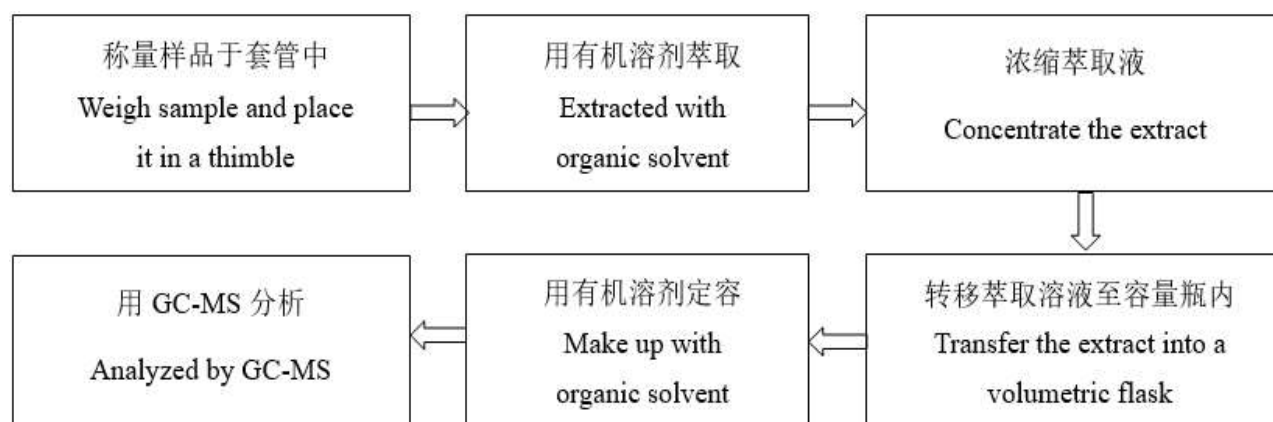 称量样品于套管中
Weigh sample and place
it in a thimble
用有机溶剂萃取
Extracted with
organic solvent
浓缩萃取液
Concentrate the extract
转移萃取溶液至容量瓶内
Transfer the extract into a
volumetric flask
用有机溶剂定容
Make up with
organic solvent
用 GC-MS 分析
Analyzed by GC-MS